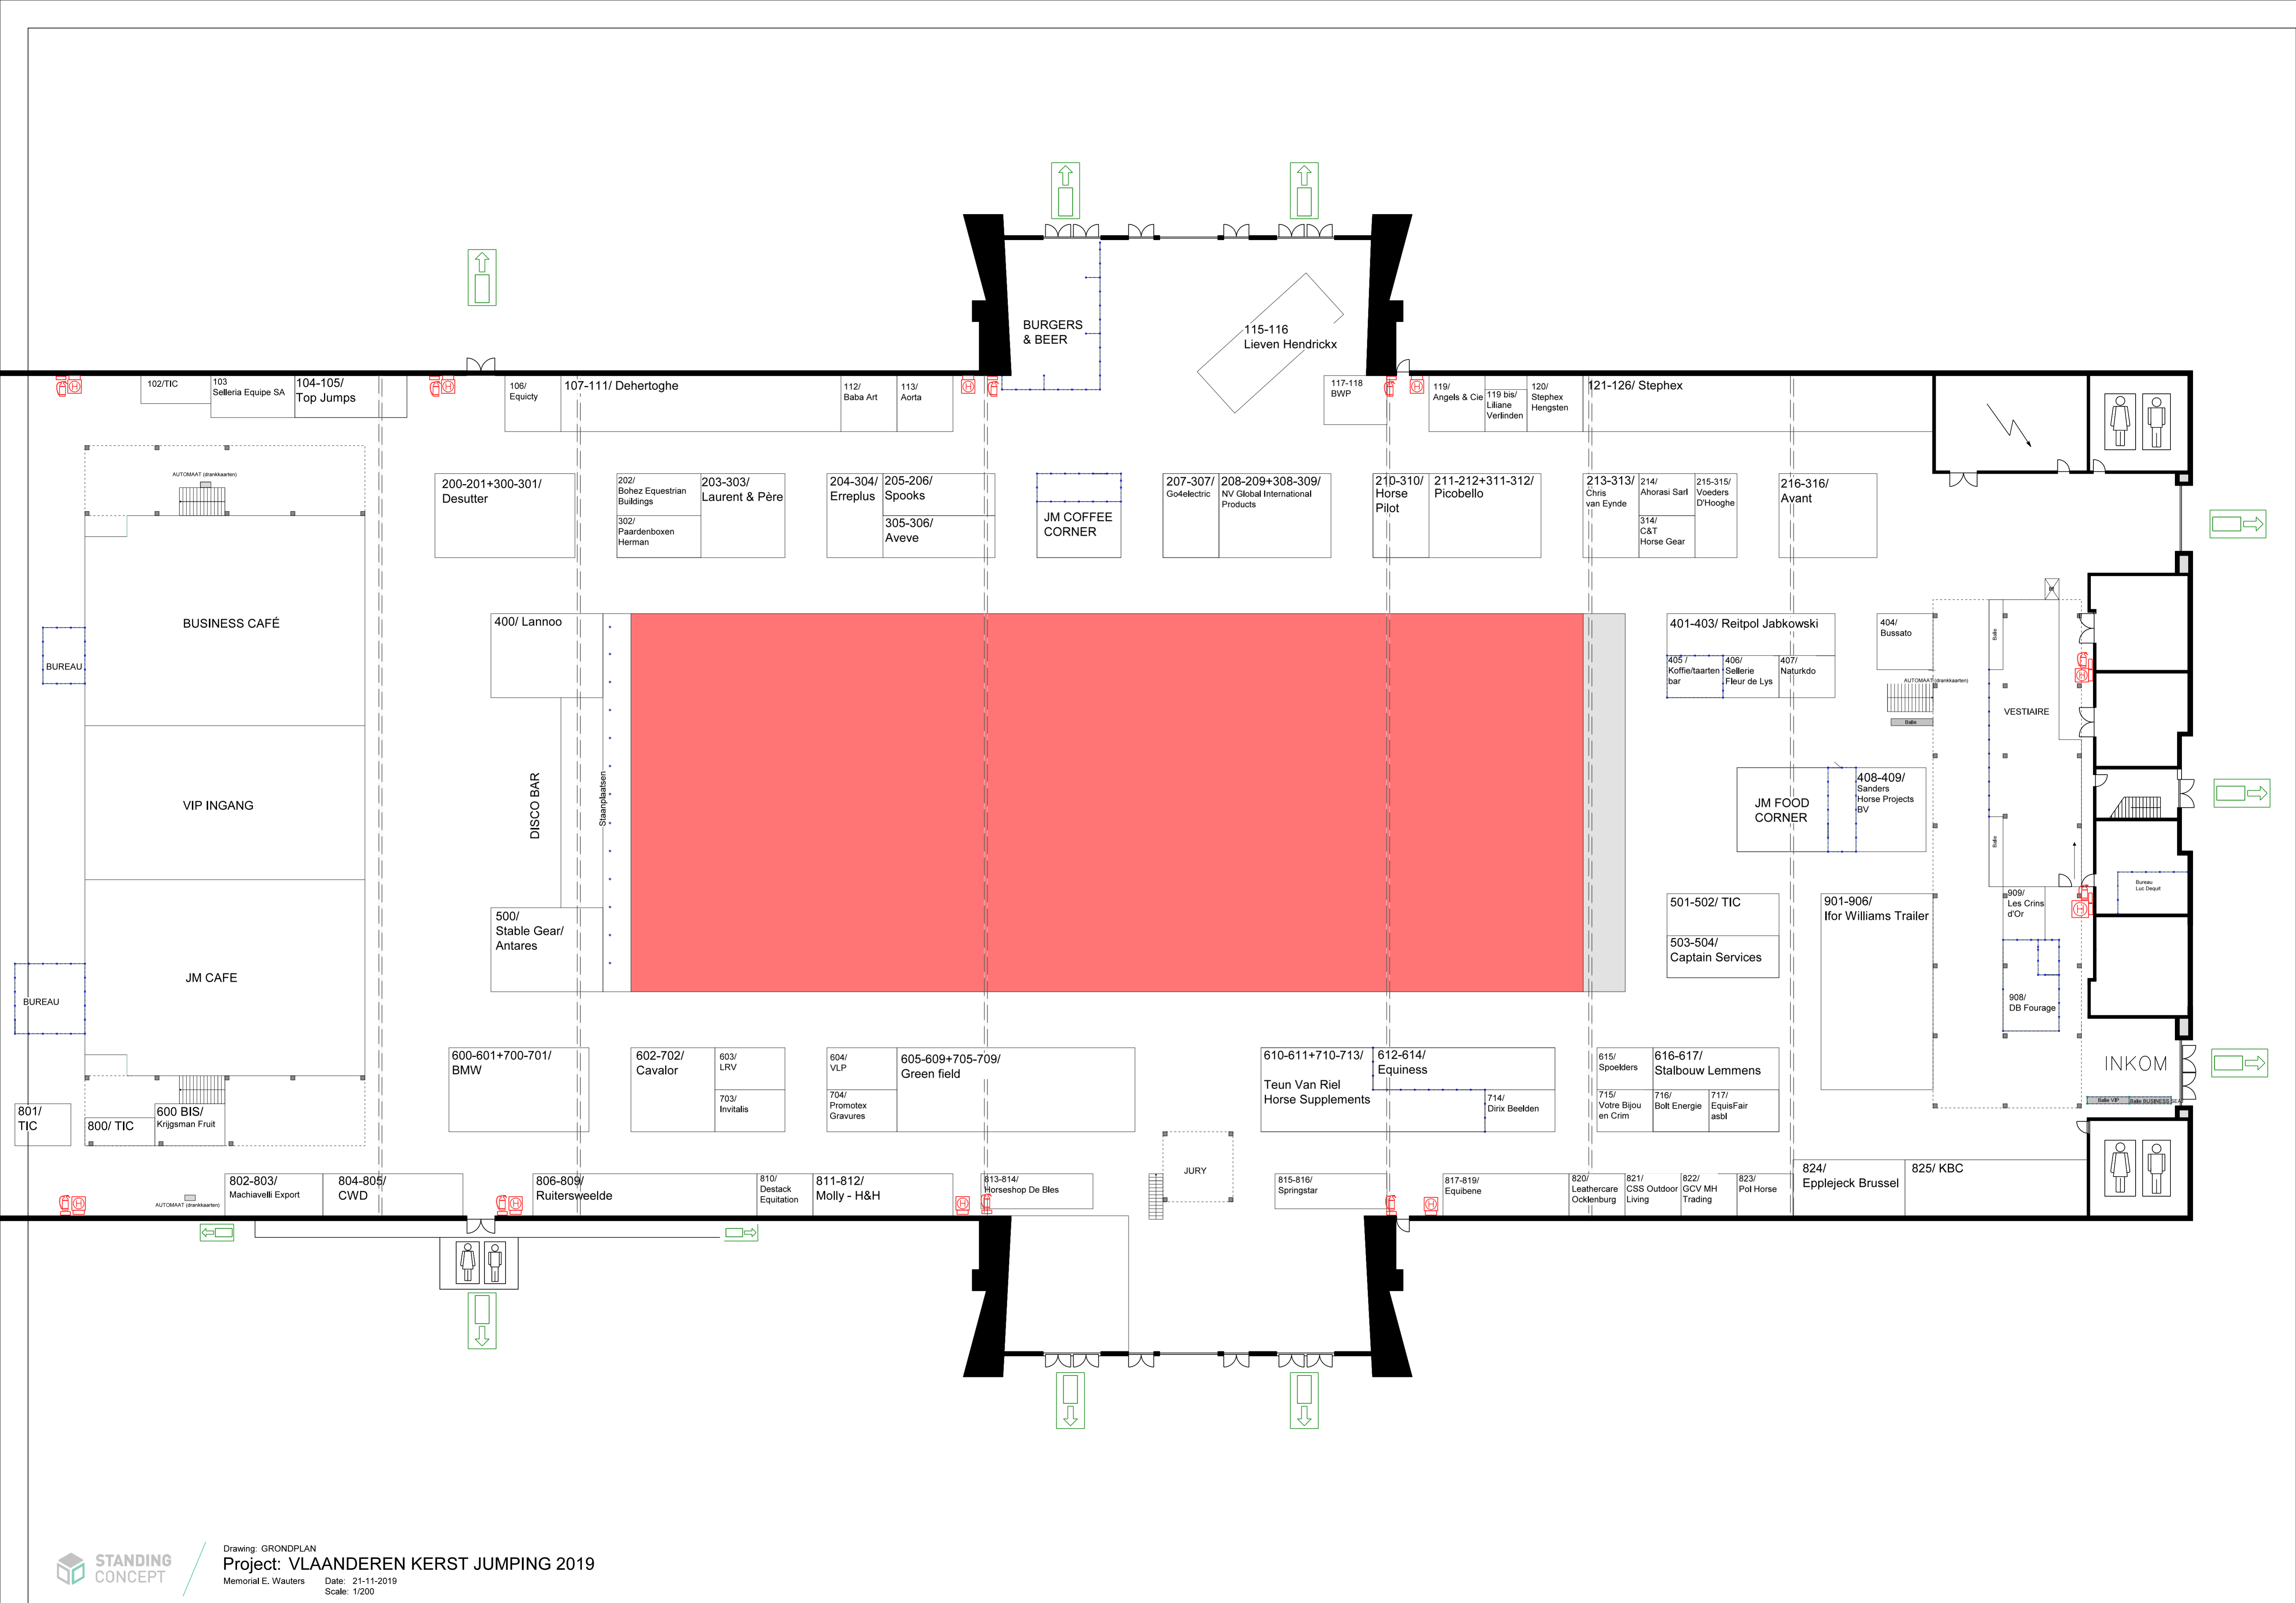 BURGERS
& BEER
115-116
Lieven Hendrickx
102/TIC
103
Selleria Equipe SA
104-105/
Top Jumps
106/
Equicty
107-111/ Dehertoghe
112/
Baba Art
113/
Aorta
117-118
BWP
119/
Angels & Cie
119 bis/
Liliane
Verlinden
120/
Stephex
Hengsten
121-126/ Stephex
AUTOMAAT (drankkaarten)
200-201+300-301/
Desutter
202/
Bohez Equestrian
Buildings
302/
Paardenboxen
Herman
203-303/
Laurent & Père
204-304/
Erreplus
205-206/
Spooks
305-306/
Aveve
JM COFFEE
CORNER
207-307/
Go4electric
208-209+308-309/
NV Global International
Products
210-310/
Horse
Pilot
211-212+311-312/
Picobello
213-313/
Chris
van Eynde
214/
Ahorasi Sarl
314/
C&T
Horse Gear
215-315/
Voeders
D'Hooghe
216-316/
Avant
BUSINESS CAFÉ
BUREAU
VIP INGANG
JM CAFE
BUREAU
400/ Lannoo
DISCO BAR
Staanplaatsen
500/
Stable Gear/
Antares
401-403/ Reitpol Jabkowski
405 /
Koffie/taarten
bar
406/
Sellerie
Fleur de Lys
407/
Naturkdo
404/
Bussato
AUTOMAAT (drankkaarten)
Balie
Balie
VESTIAIRE
JM FOOD
CORNER
408-409/
Sanders
Horse Projects
BV
Balie
Bureau
Luc Dequit
501-502/ TIC
503-504/
Captain Services
901-906/
Ifor Williams Trailer
909/
Les Crins
d'Or
908/
DB Fourage
INKOM
Balie VIP
Balie BUSINESS SEAT
600-601+700-701/
BMW
602-702/
Cavalor
603/
LRV
703/
Invitalis
604/
VLP
704/
Promotex
Gravures
605-609+705-709/
Green field
610-611+710-713/
Teun Van Riel
Horse Supplements
612-614/
Equiness
714/
Dirix Beelden
615/
Spoelders
715/
Votre Bijou
en Crim
616-617/
Stalbouw Lemmens
716/
Bolt Energie
717/
EquisFair
asbl
801/
TIC
800/ TIC
600 BIS/
Krijgsman Fruit
JURY
AUTOMAAT (drankkaarten)
802-803/
Machiavelli Export
804-805/
CWD
806-809/
Ruitersweelde
810/
Destack
Equitation
811-812/
Molly - H&H
813-814/
Horseshop De Bles
815-816/
Springstar
817-819/
Equibene
820/
Leathercare
Ocklenburg
821/
CSS Outdoor
Living
822/
GCV MH
Trading
823/
Pol Horse
824/
Epplejeck Brussel
825/ KBC
STANDING
CONCEPT
Drawing: GRONDPLAN
Project: VLAANDEREN KERST JUMPING 2019
Memorial E. Wauters Date: 21-11-2019
Scale: 1/200